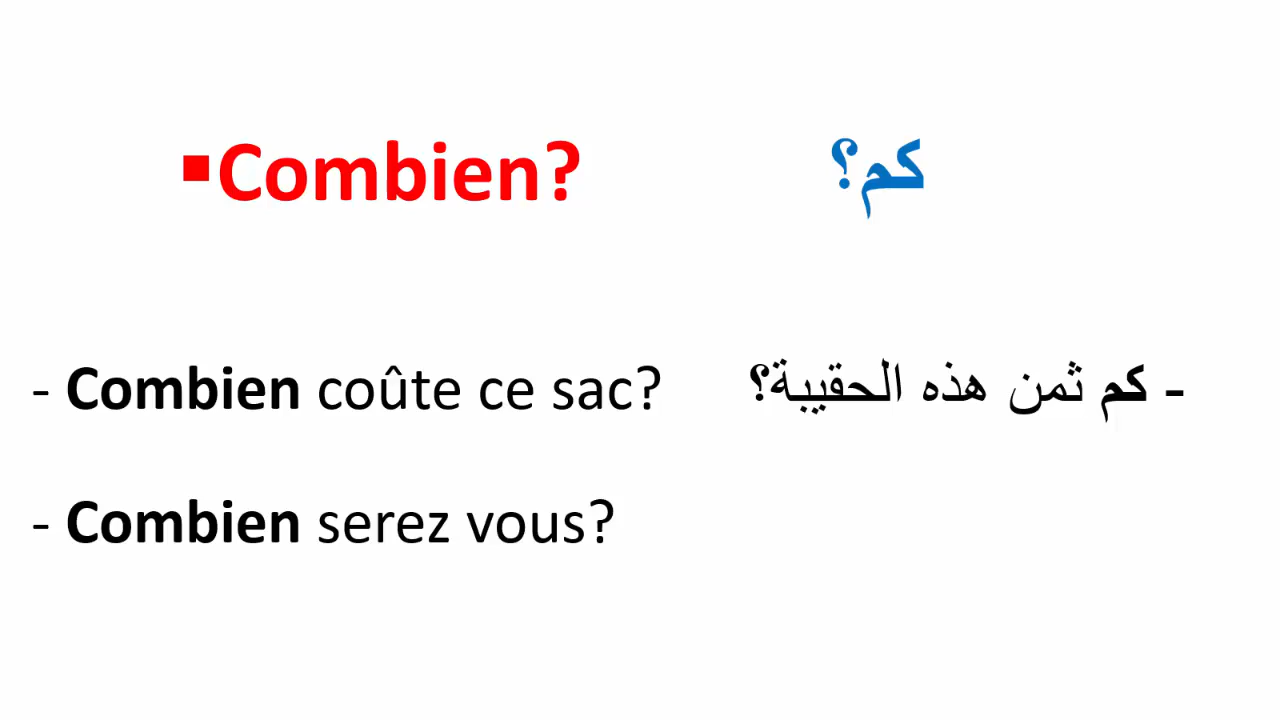 ▪Combien? كم؟
- Combien coûte ce sac? - كم ثمن هذه الحقيبة؟
- Combien serez vous?